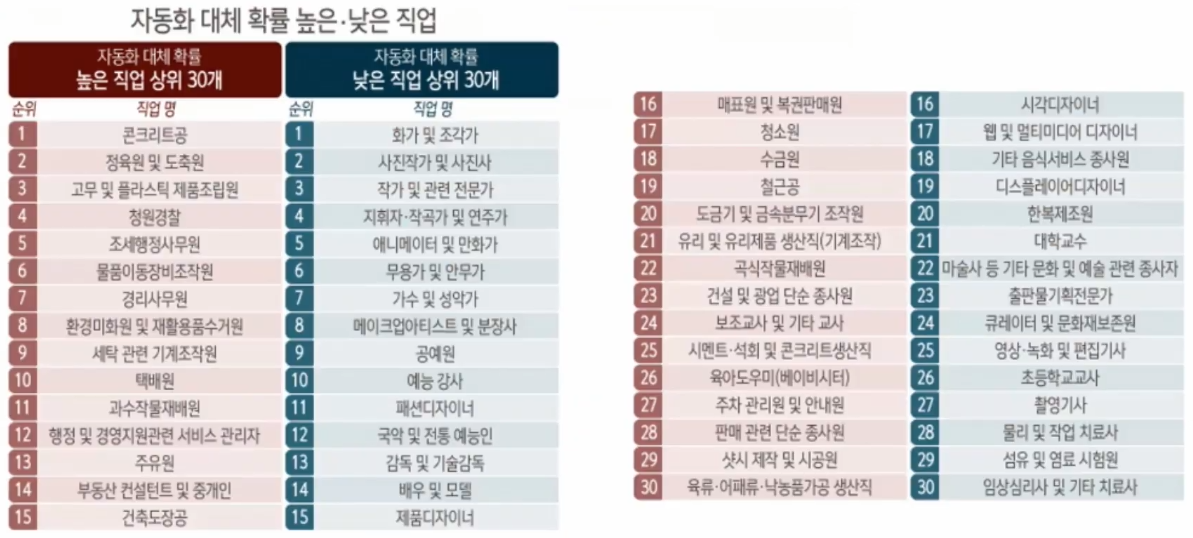 자동화 대체 확률 높은·낮은 직업
자동화 대체 확률
높은 직업 상위 30개
순위 직업 명
1 콘크리트공
2 정육원 및 도축원
3 고무 및 플라스틱 제품조립원
4 청원경찰
5 조세행정사무원
6 물품이동장비조작원
7 경리사무원
8 환경미화원 및 재활용품수거원
9 세탁 관련 기계조작원
10 택배원
11 과수작물재배원
12 행정 및 경영지원관련 서비스 관리자
13 주유원
14 부동산 컨설턴트 및 중개인
15 건축도장공
자동화 대체 확률
낮은 직업 상위 30개
순위 직업 명
1 화가 및 조각가
2 사진작가 및 사진사
3 작가 및 관련 전문가
4 지휘자·작곡가 및 연주가
5 애니메이터 및 만화가
6 무용가 및 안무가
7 가수 및 성악가
8 메이크업아티스트 및 분장사
9 공예원
10 예능 강사
11 패션디자이너
12 국악 및 전통 예능인
13 감독 및 기술감독
14 배우 및 모델
15 제품디자이너
16 매표원 및 복권판매원
17 청소원
18 수금원
19 철근공
20 도금기 및 금속분무기 조작원
21 유리 및 유리제품 생산직(기계조작)
22 곡식작물재배원
23 건설 및 광업 단순 종사원
24 보조교사 및 기타 교사
25 시멘트·석회 및 콘크리트생산직
26 육아도우미(베이비시터)
27 주차 관리원 및 안내원
28 판매 관련 단순 종사원
29 샷시 제작 및 시공원
30 육류·어패류·낙농품가공 생산직
16 시각디자이너
17 웹 및 멀티미디어 디자이너
18 기타 음식서비스 종사원
19 디스플레이어디자이너
20 한복제조원
21 대학교수
22 마술사 등 기타 문화 및 예술 관련 종사자
23 출판물기획전문가
24 큐레이터 및 문화재보존원
25 영상·녹화 및 편집기사
26 초등학교교사
27 촬영기사
28 물리 및 작업 치료사
29 섬유 및 염료 시험원
30 임상심리사 및 기타 치료사